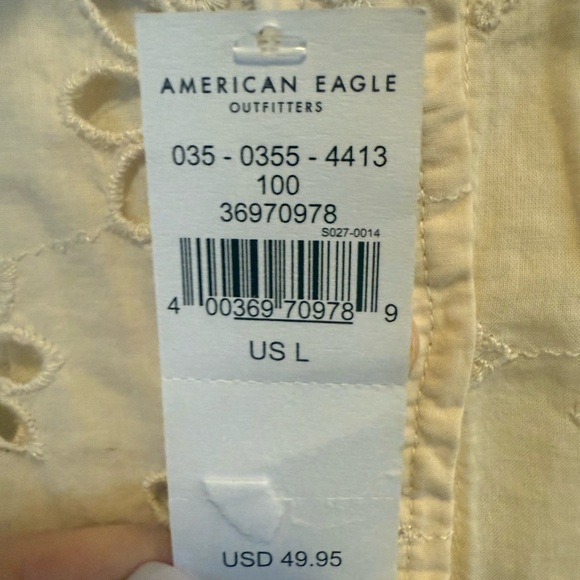 AMERICAN EAGLE
OUTFITTERS
035 - 0355 - 4413
100
36970978
S027-0014
4 00369 70978 9
US L
USD 49.95